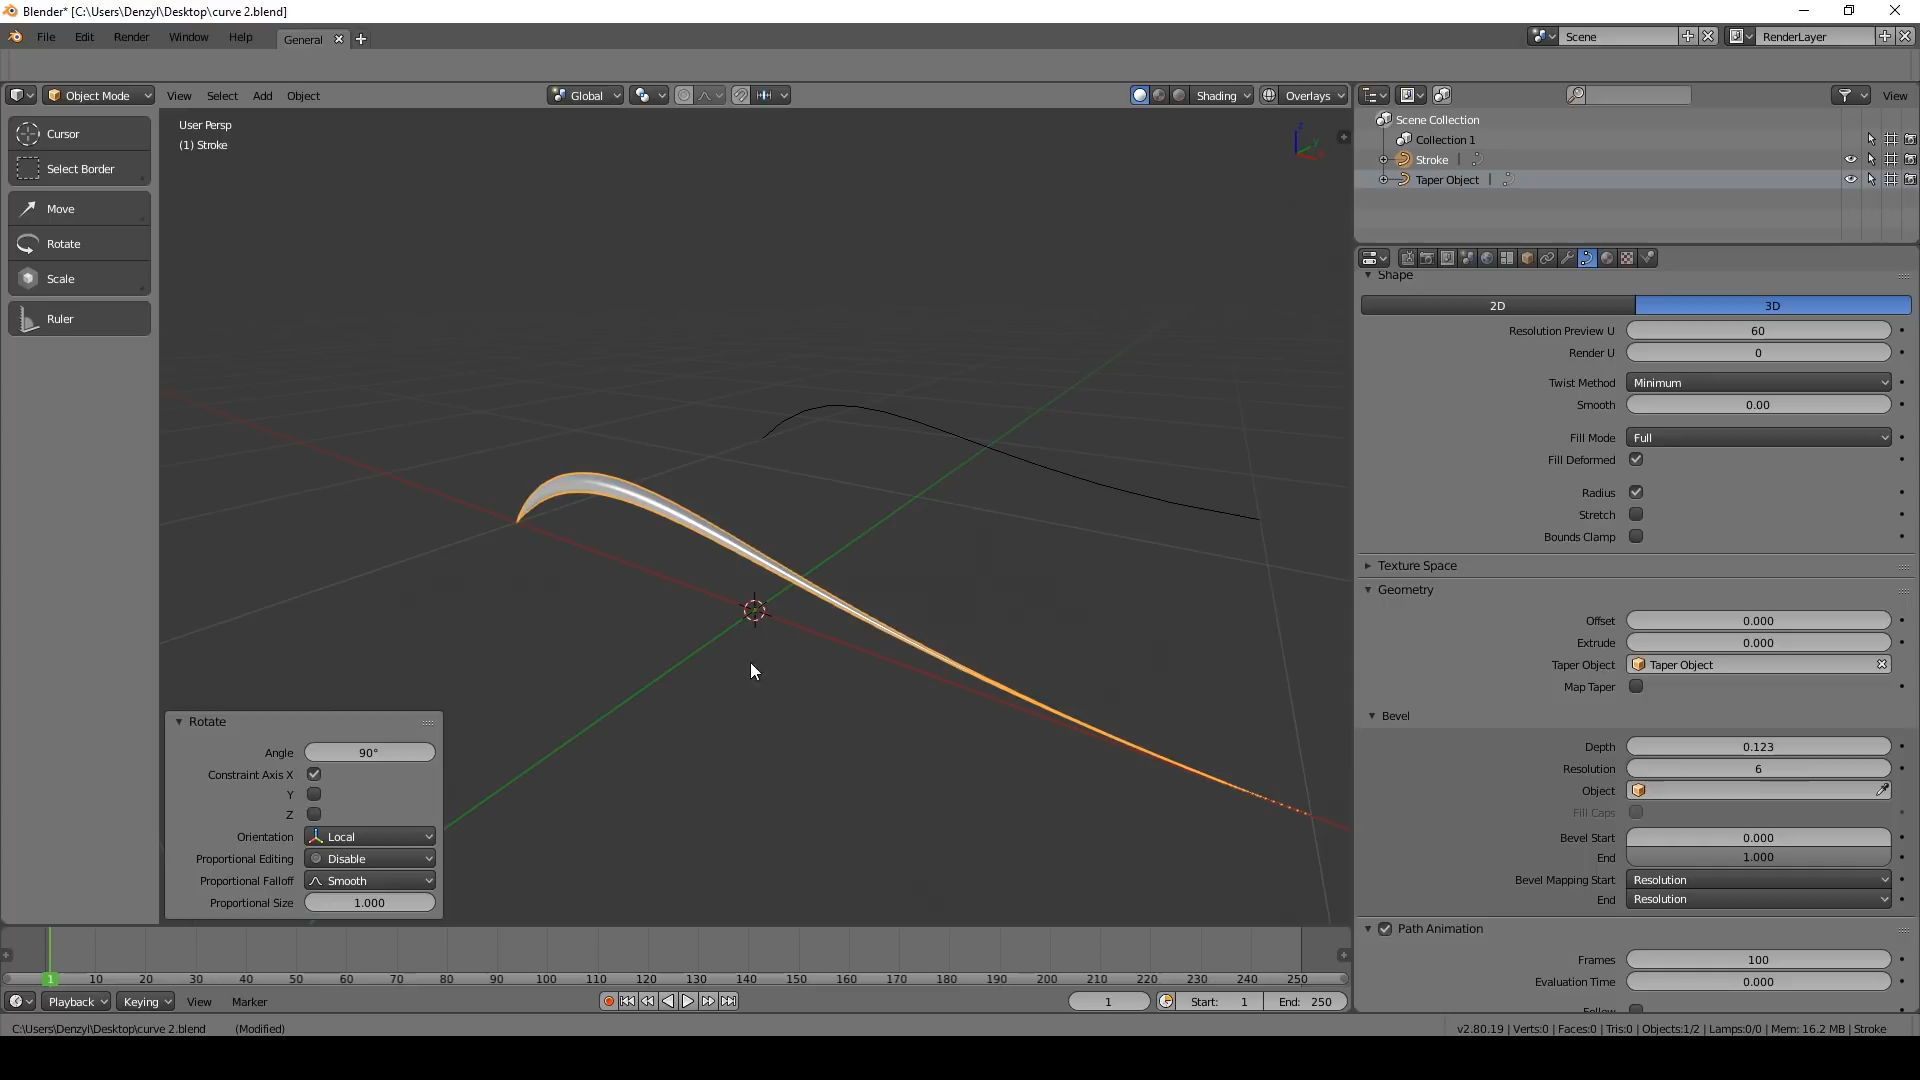 Blender* [C:\Users\Denzyl\Desktop\curve 2.blend]
File Edit Render Window Help General Scene RenderLayer
Object Mode View Select Add Object Global Shading Overlays View
User Persp
(1) Stroke
Cursor
Select Border
Move
Rotate
Scale
Ruler
z
y
x
Scene Collection
Collection 1
Stroke
Taper Object
Shape
2D 3D
Resolution Preview U 60
Render U 0
Twist Method Minimum
Smooth 0.00
Fill Mode Full
Fill Deformed
Radius
Stretch
Bounds Clamp
Texture Space
Geometry
Offset 0.000
Extrude 0.000
Taper Object Taper Object
Map Taper
Bevel
Depth 0.123
Resolution 6
Object
Fill Caps
Bevel Start 0.000
End 1.000
Bevel Mapping Start Resolution
End Resolution
Path Animation
Frames 100
Evaluation Time 0.000
Follow
Rotate
Angle 90°
Constraint Axis X
Y
Z
Orientation Local
Proportional Editing Disable
Proportional Falloff Smooth
Proportional Size 1.000
1 10 20 30 40 50 60 70 80 90 100 110 120 130 140 150 160 170 180 190 200 210 220 230 240 250
Playback Keying View Marker 1 Start: 1 End: 250
C:\Users\Denzyl\Desktop\curve 2.blend (Modified) v2.80.19 | Verts:0 | Faces:0 | Tris:0 | Objects:1/2 | Lamps:0/0 | Mem: 16.2 MB | Stroke